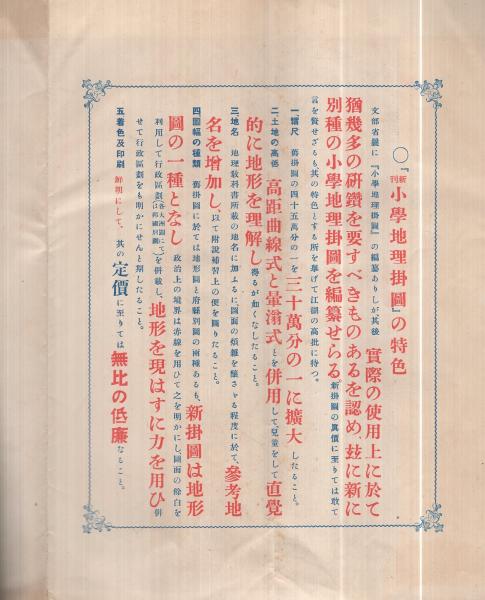 〇新刊『小學地理掛圖』の特色
文部省曩に『小學地理掛圖』の編纂ありしが其後實際の使用上に於て
猶幾多の研鑽を要すべきものあるを認め、玆に新に
別種の小學地理掛圖を編纂せらる。新掛圖の眞價に至りては敢て
言を贅せざるも其の特色とする所を擧げて江湖の高批に待つ。
一 縮尺 舊掛圖の四十五萬分の一を三十萬分の一に擴大したること。
二 土地の高低 高距曲線式と暈滃式とを併用して兒童をして直覺
的に地形を理解し得るが如くなしたること。
三 地名 地理敎科書所載の地名に加ふるに圖面の煩雜を釀さゞる程度に於て、參考地
名を增加し、以て附說補習上の便を圖りたること。
四 圖幅の種類 舊掛圖に於ては地形圖と府縣別圖の兩種あるも、新掛圖は地形
圖の一種となし 政治上の境界は赤線を用ひて之を明かにし、圖面の餘白を
利用して行政區劃(各大洲圖にては邦國別)を併載し、地形を現はすに力を用ひ併
せて行政區劃をも明かにせんと期したること。
五 着色及印刷 鮮明にして、其の定價に至りては無比の低廉なること。